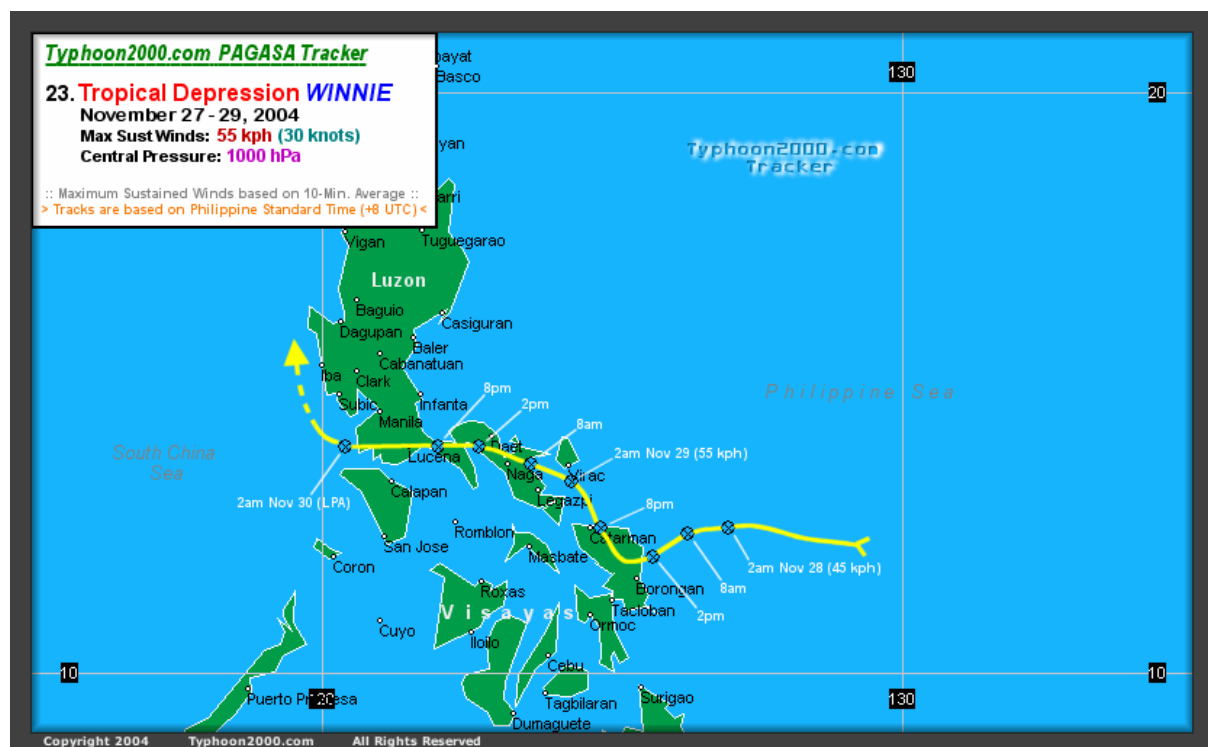 Typhoon2000.com PAGASA Tracker
23. Tropical Depression WINNIE
November 27 - 29, 2004
Max Sust Winds: 55 kph (30 knots)
Central Pressure: 1000 hPa
:: Maximum Sustained Winds based on 10-Min. Average ::
> Tracks are based on Philippine Standard Time (+8 UTC) <
bayat
Basco
130
20
yan
Typhoon2000.com
Tracker
arri
Vigan
Tuguegarao
Luzon
Baguio
Casiguran
Dagupan
Baler
Cabanatuan
Iba
Clark
8pm
Philippine Sea
Subic
Infanta
2pm
Manila
8am
South China
Sea
Lucena
Daet
2am Nov 29 (55 kph)
Naga
Virac
Calapan
Legazpi
2am Nov 30 (LPA)
8pm
Romblon
Catarman
San Jose
Masbate
Coron
2am Nov 28 (45 kph)
8am
Roxas
Borongan
Visayas
Tacloban
2pm
Cuyo
Ormoc
Iloilo
Cebu
10
10
Puerto Pr
esa
20
Tagbilaran
Surigao
130
Dumaguete
Copyright 2004 Typhoon2000.com All Rights Reserved